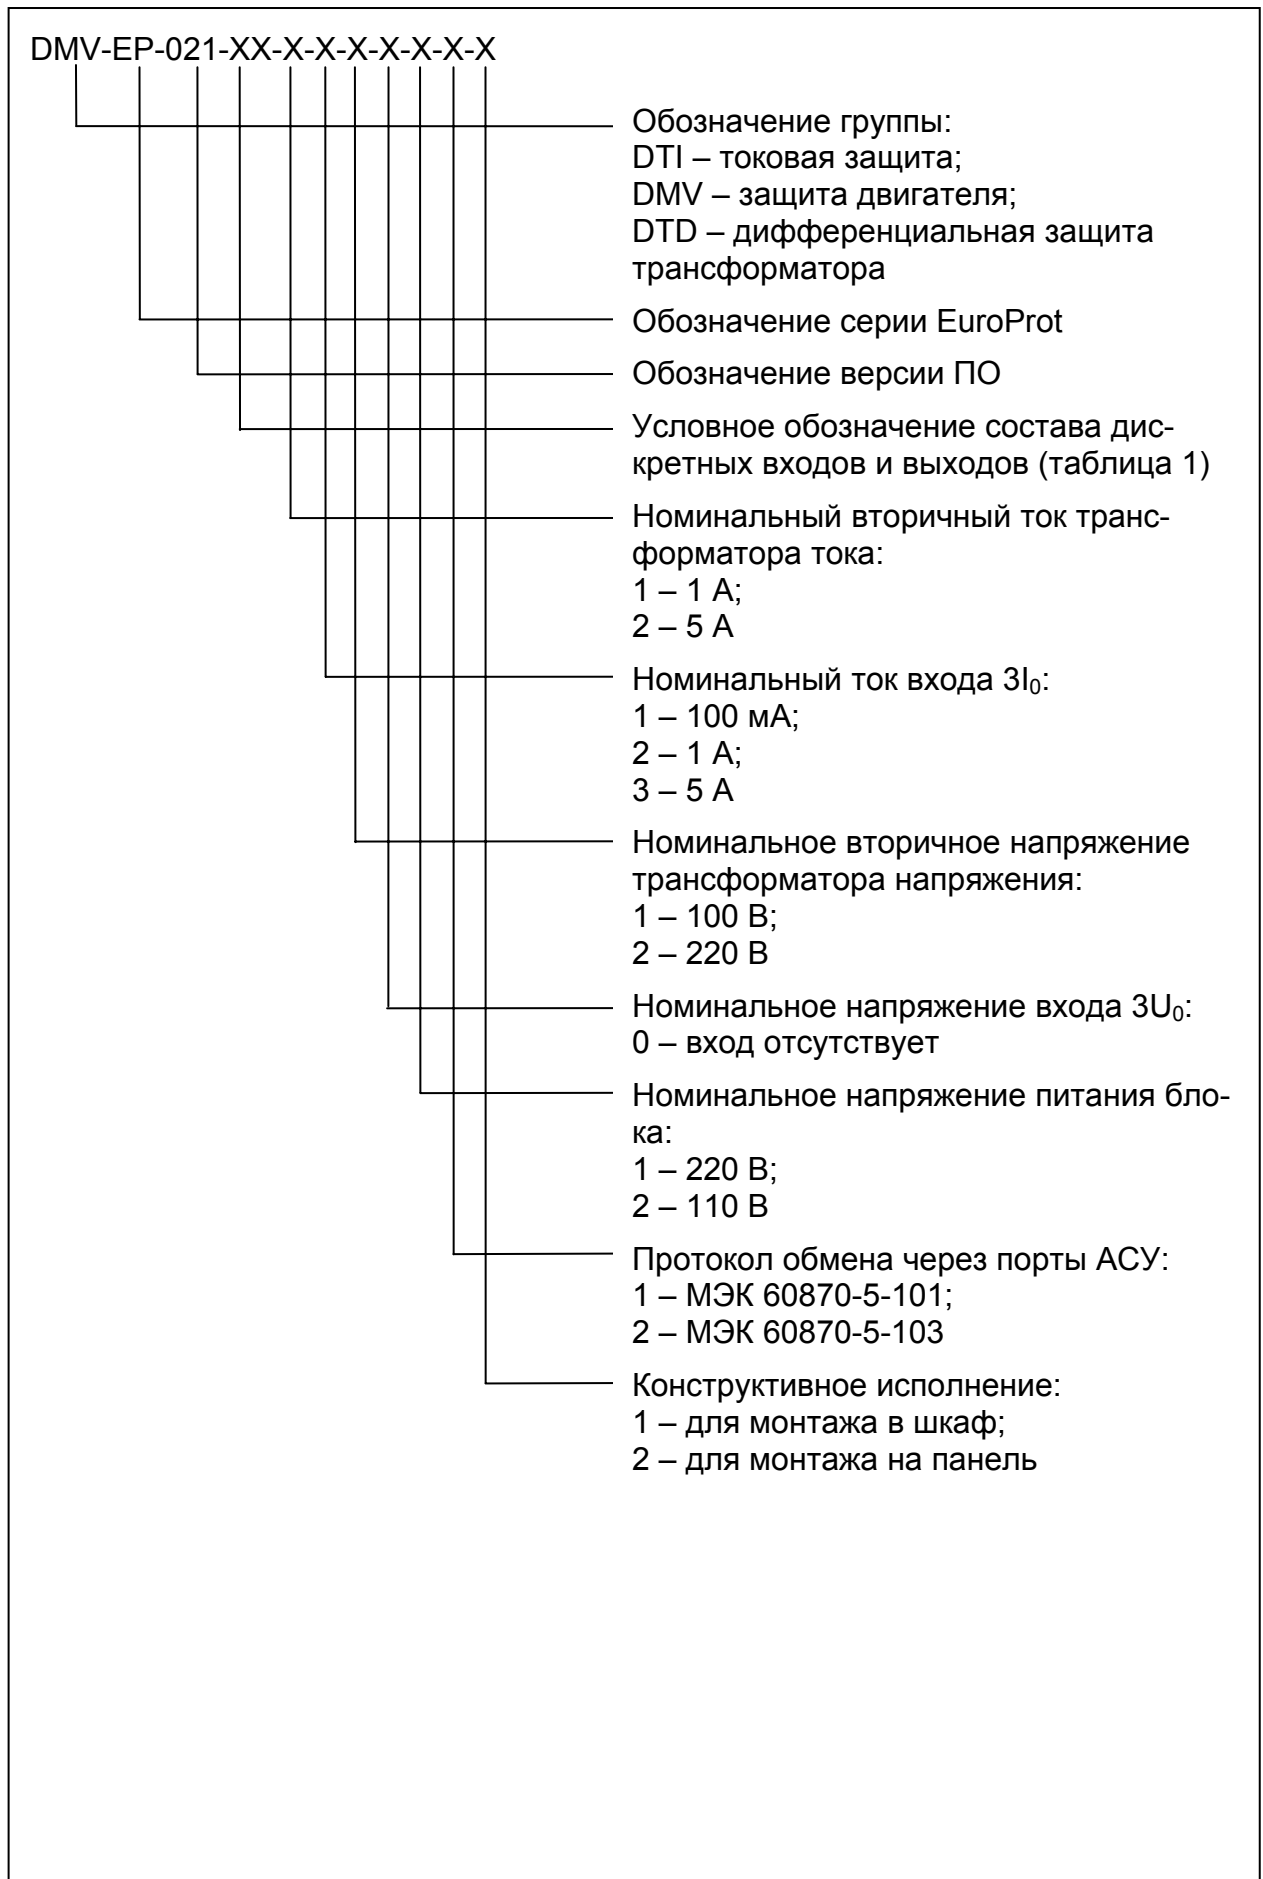 DMV-EP-021-XX-X-X-X-X-X-X-X
Обозначение группы:
DTI – токовая защита;
DMV – защита двигателя;
DTD – дифференциальная защита
трансформатора
Обозначение серии EuroProt
Обозначение версии ПО
Условное обозначение состава дис-
кретных входов и выходов (таблица 1)
Номинальный вторичный ток транс-
форматора тока:
1 – 1 А;
2 – 5 А
Номинальный ток входа 3I₀:
1 – 100 мА;
2 – 1 А;
3 – 5 А
Номинальное вторичное напряжение
трансформатора напряжения:
1 – 100 В;
2 – 220 В
Номинальное напряжение входа 3U₀:
0 – вход отсутствует
Номинальное напряжение питания бло-
ка:
1 – 220 В;
2 – 110 В
Протокол обмена через порты АСУ:
1 – МЭК 60870-5-101;
2 – МЭК 60870-5-103
Конструктивное исполнение:
1 – для монтажа в шкаф;
2 – для монтажа на панель